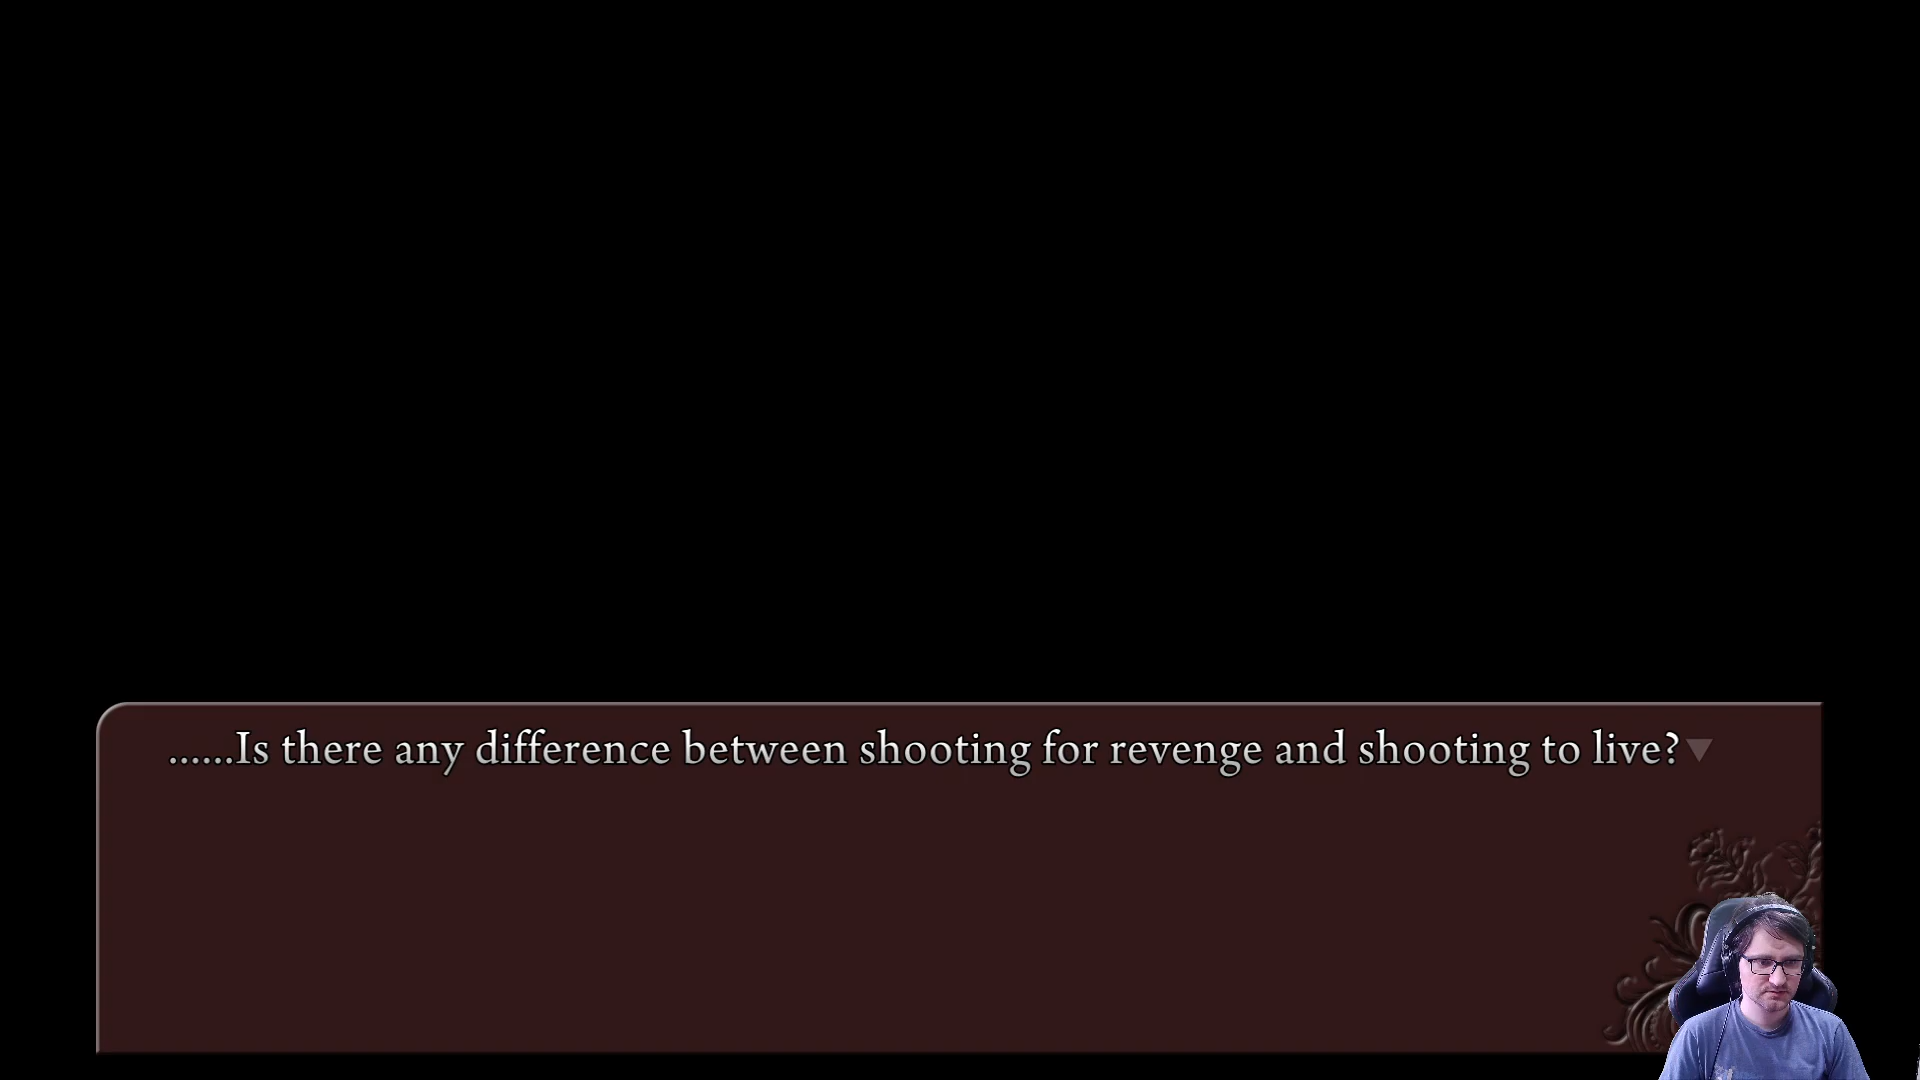 ......Is there any difference between shooting for revenge and shooting to live?